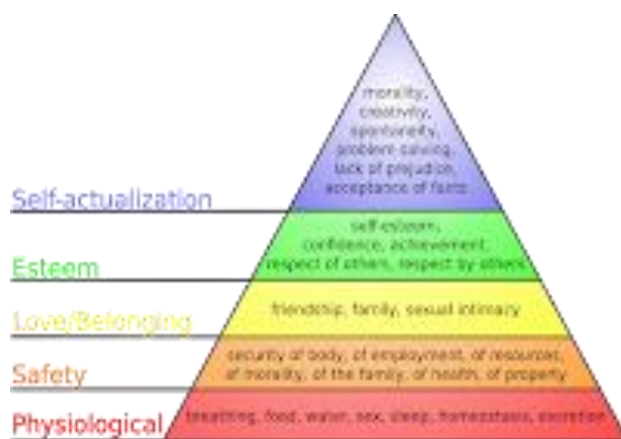 morality,
creativity,
spontaneity,
problem solving,
lack of prejudice,
acceptance of facts
Self-actualization
self-esteem,
confidence, achievement,
respect of others, respect by others
Esteem
friendship, family, sexual intimacy
Love/Belonging
security of body, of employment, of resources,
of morality, of the family, of health, of property
Safety
breathing, food, water, sex, sleep, homeostasis, excretion
Physiological